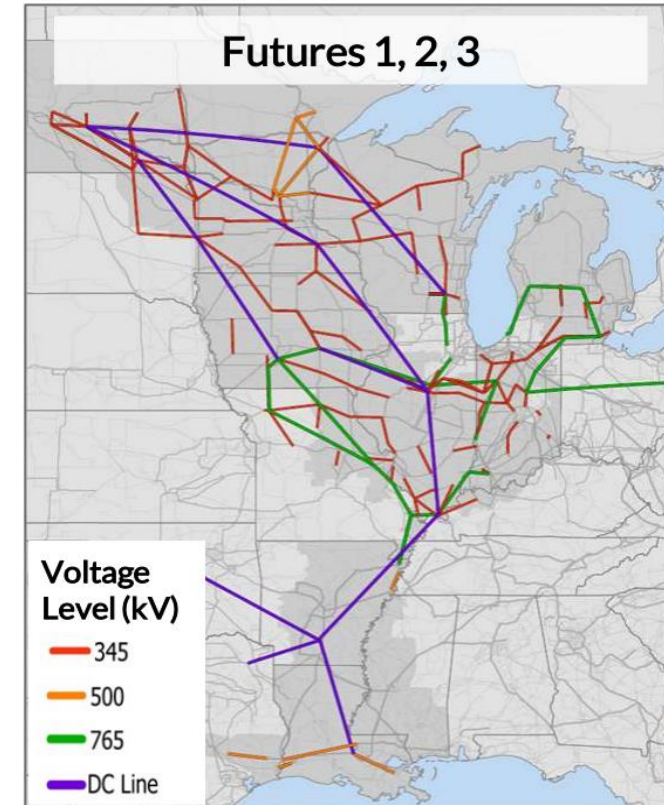 Futures 1, 2, 3
Voltage
Level (kV)
345
500
765
DC Line